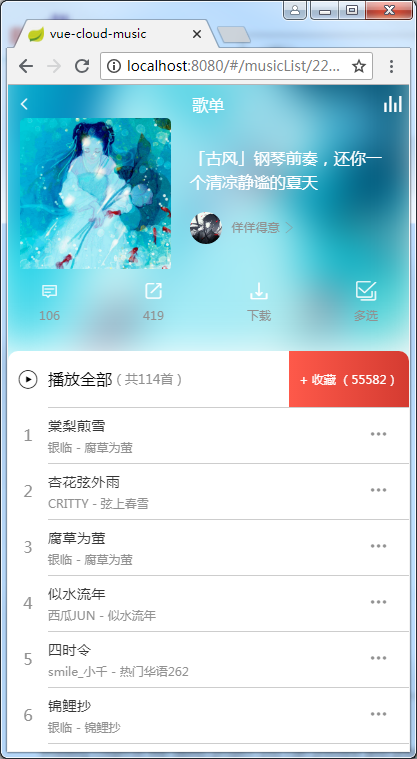 vue-cloud-music
localhost:8080/#/musicList/22...
歌单
「古风」钢琴前奏，还你一
个清凉静谧的夏天
佯佯得意
106
419
下载
多选
播放全部（共114首）
+ 收藏 （55582）
1
棠梨煎雪
银临 - 腐草为萤
2
杏花弦外雨
CRITTY - 弦上春雪
3
腐草为萤
银临 - 腐草为萤
4
似水流年
西瓜JUN - 似水流年
5
四时令
smile_小千 - 热门华语262
6
锦鲤抄
银临 - 锦鲤抄